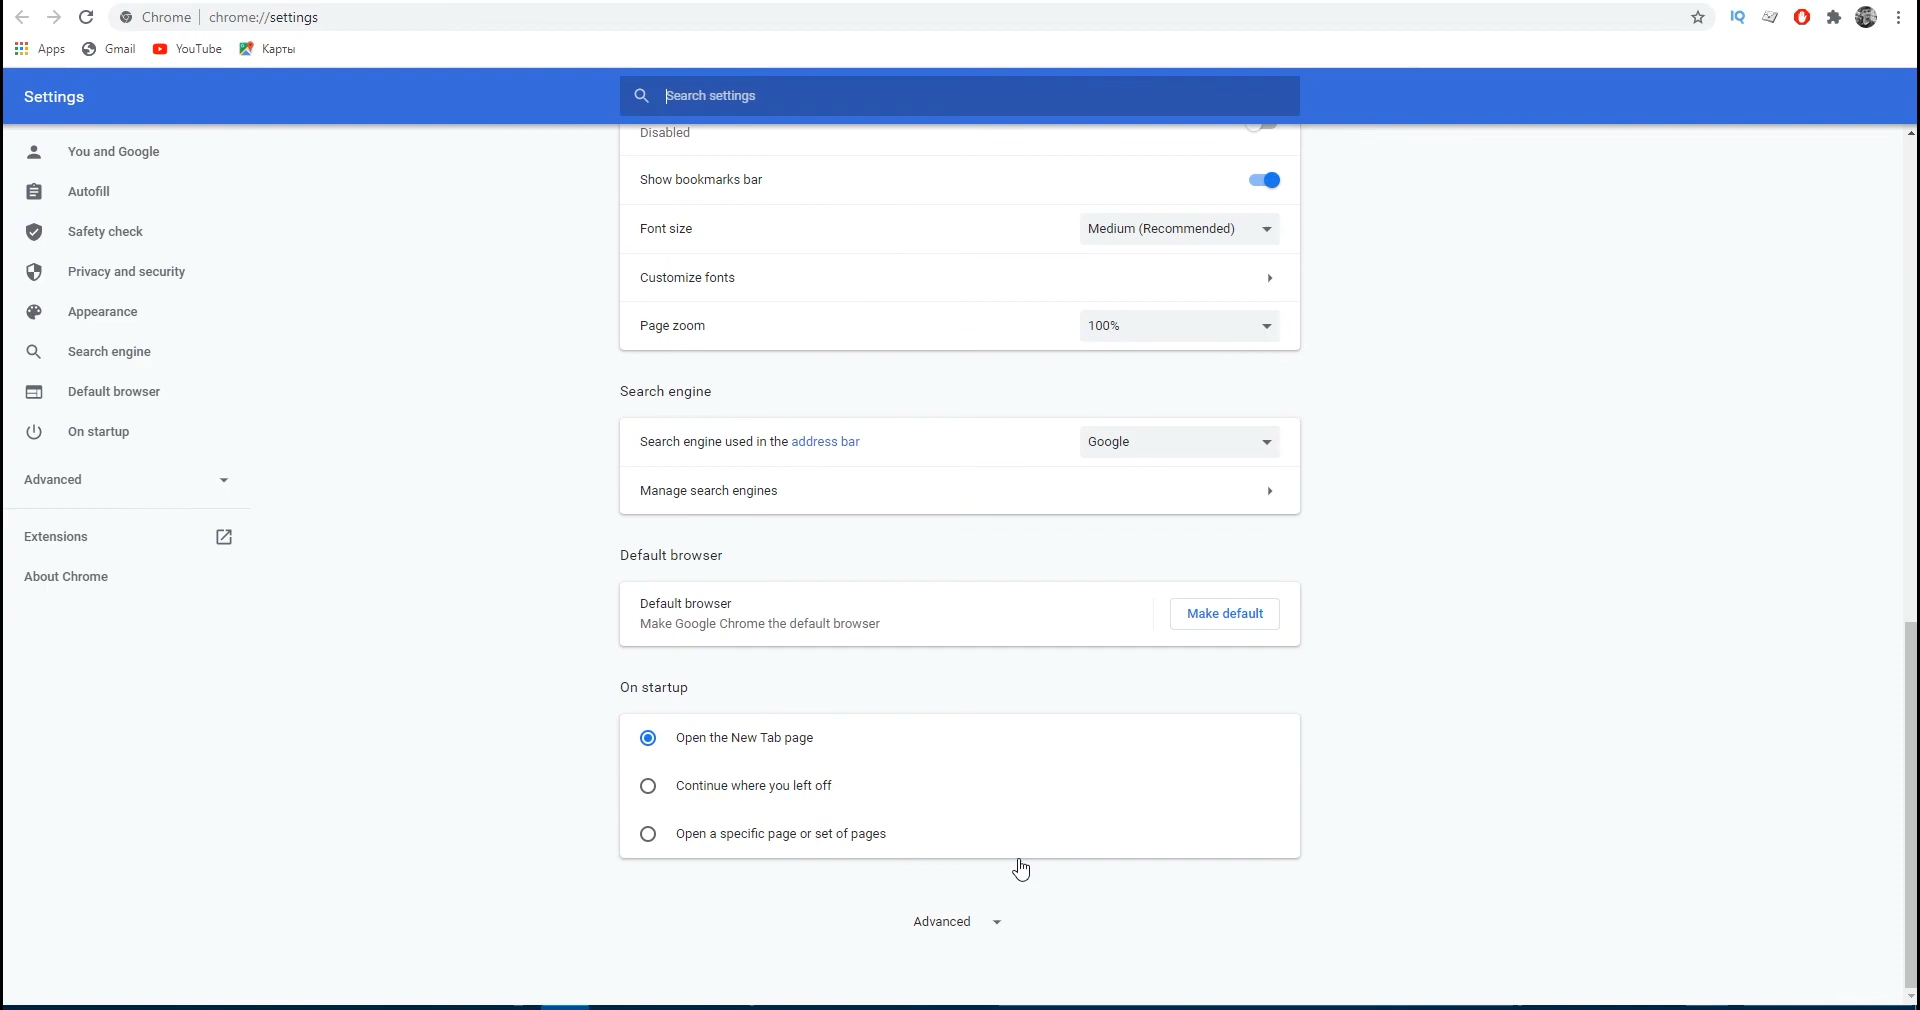 Chrome | chrome://settings
IQ
Apps Gmail YouTube Карты
Settings
Search settings
You and Google
Autofill
Safety check
Privacy and security
Appearance
Search engine
Default browser
On startup
Advanced
Extensions
About Chrome
Disabled
Show bookmarks bar
Font size Medium (Recommended)
Customize fonts
Page zoom 100%
Search engine
Search engine used in the address bar Google
Manage search engines
Default browser
Default browser
Make Google Chrome the default browser
Make default
On startup
Open the New Tab page
Continue where you left off
Open a specific page or set of pages
Advanced